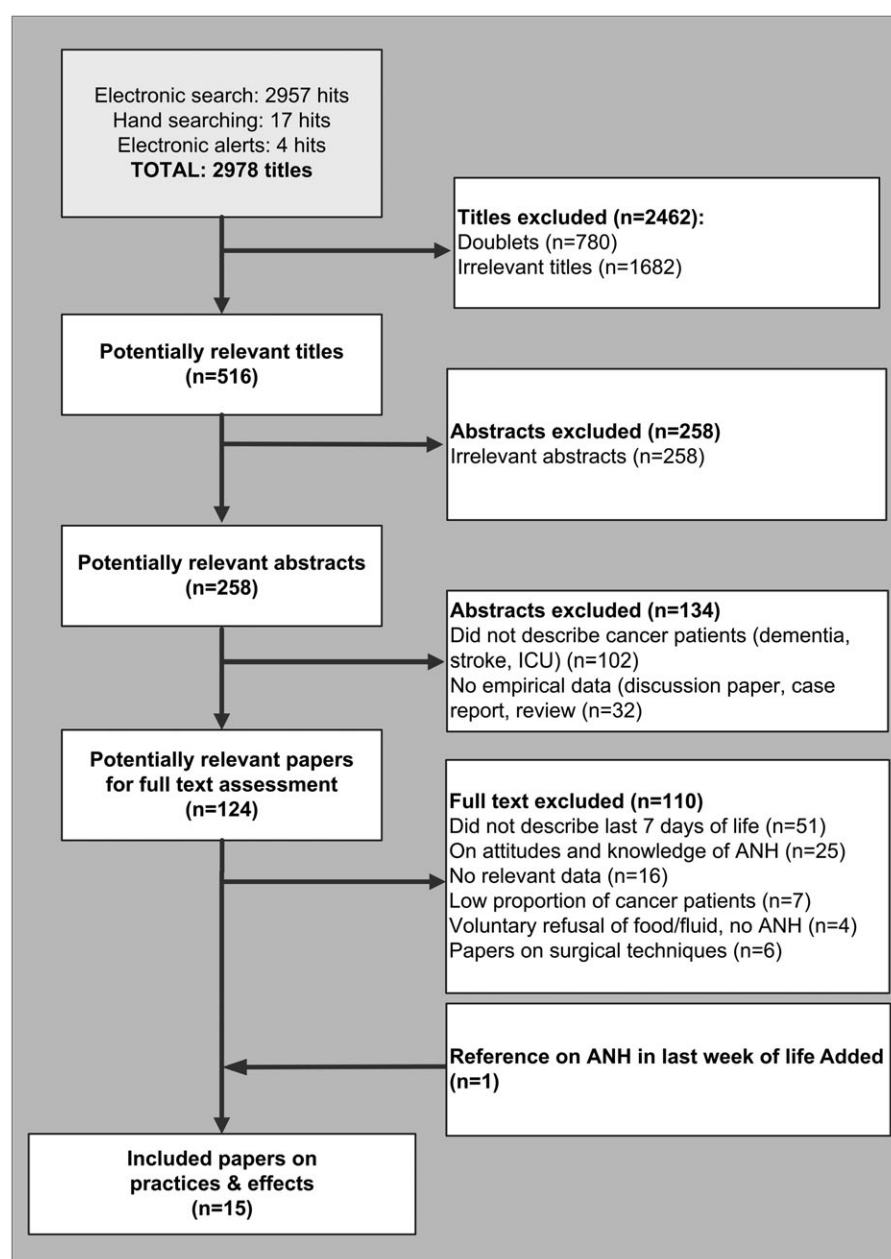 Electronic search: 2957 hits
Hand searching: 17 hits
Electronic alerts: 4 hits
TOTAL: 2978 titles
Titles excluded (n=2462):
Doublets (n=780)
Irrelevant titles (n=1682)
Potentially relevant titles
(n=516)
Abstracts excluded (n=258)
Irrelevant abstracts (n=258)
Potentially relevant abstracts
(n=258)
Abstracts excluded (n=134)
Did not describe cancer patients (dementia,
stroke, ICU) (n=102)
No empirical data (discussion paper, case
report, review (n=32)
Potentially relevant papers
for full text assessment
(n=124)
Full text excluded (n=110)
Did not describe last 7 days of life (n=51)
On attitudes and knowledge of ANH (n=25)
No relevant data (n=16)
Low proportion of cancer patients (n=7)
Voluntary refusal of food/fluid, no ANH (n=4)
Papers on surgical techniques (n=6)
Reference on ANH in last week of life Added
(n=1)
Included papers on
practices & effects
(n=15)